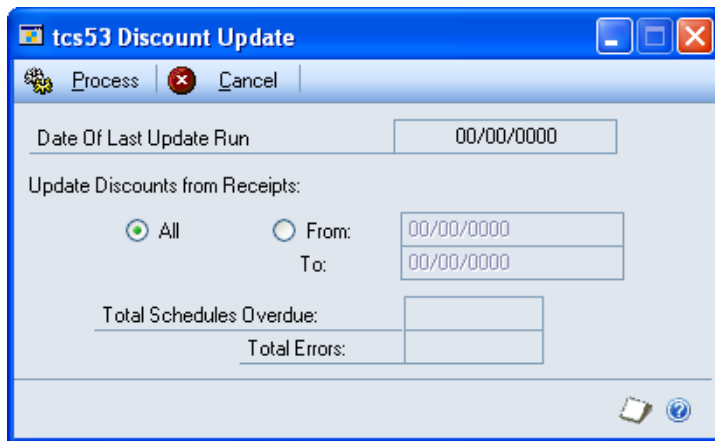 tcs53 Discount Update
Process Cancel
Date Of Last Update Run 00/00/0000
Update Discounts from Receipts:
All From: 00/00/0000
To: 00/00/0000
Total Schedules Overdue:
Total Errors: